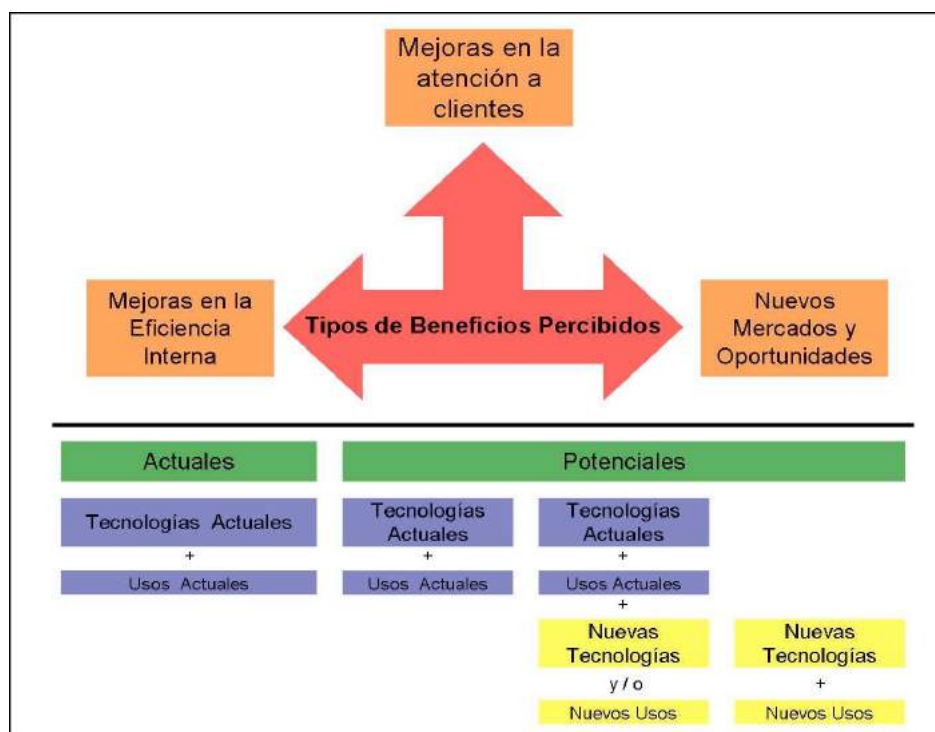 Mejoras en la
atención a
clientes
Mejoras en la
Eficiencia
Interna
Tipos de Beneficios Percibidos
Nuevos
Mercados y
Oportunidades
Actuales
Potenciales
Tecnologías Actuales
+
Usos Actuales
Tecnologías
Actuales
+
Usos Actuales
Tecnologías
Actuales
+
Usos Actuales
+
Nuevas
Tecnologías
y / o
Nuevos Usos
Nuevas
Tecnologías
+
Nuevos Usos